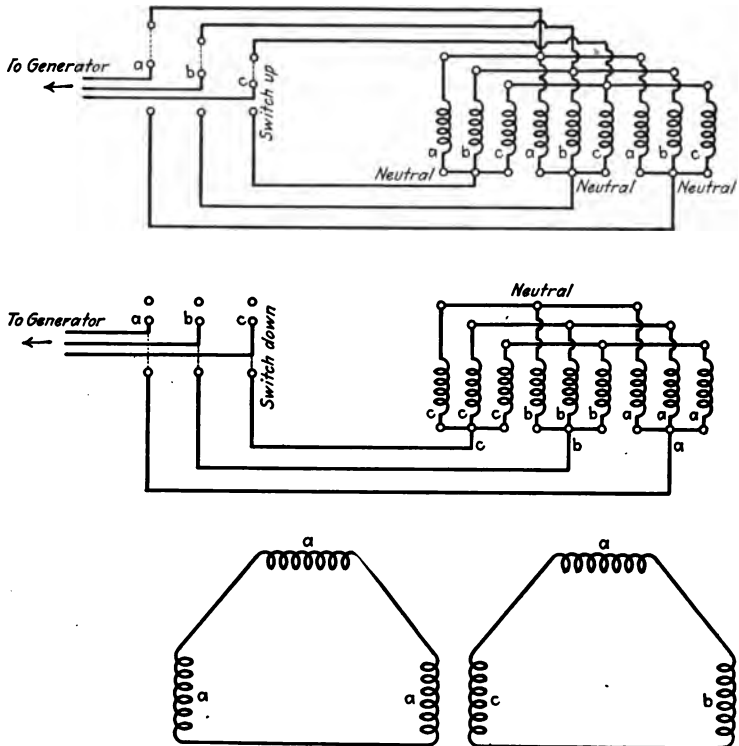 To Generator
a
b
c
Switch up
a b c a b c a b c
Neutral
Neutral
Neutral
Neutral
To Generator
a b c
Switch down
c c c b b b a a a
c b a
a
a a
a
c b